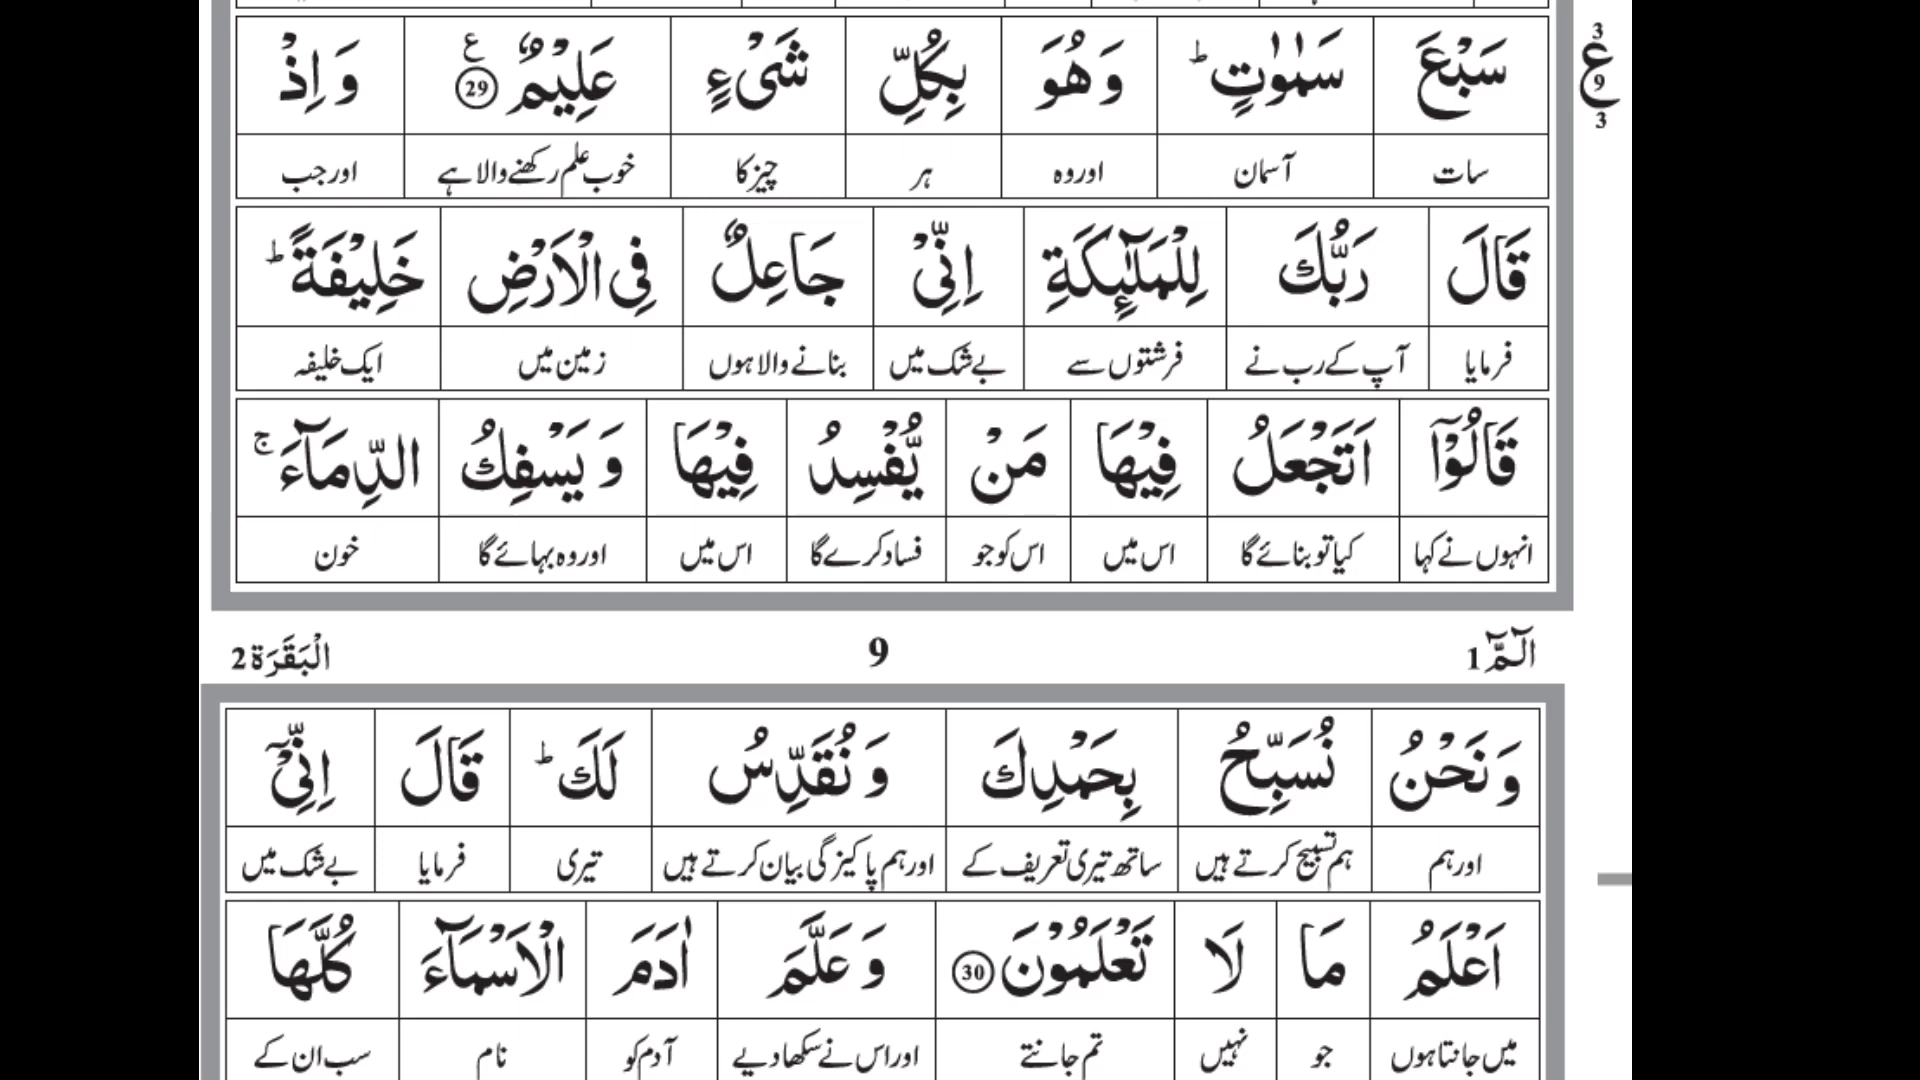 سَبْعَ سَمٰوٰتٍ ؕ وَ هُوَ بِكُلِّ شَیْءٍ عَلِیْمٌ ۧ 29 وَ اِذْ
3 ع 9 3
سات آسمان اور وہ ہر چیز کا خوب علم رکھنے والا ہے اور جب
قَالَ رَبُّكَ لِلْمَلٰٓىِٕكَةِ اِنِّیْ جَاعِلٌ فِی الْاَرْضِ خَلِیْفَةً ؕ
فرمایا آپ کے رب نے فرشتوں سے بے شک میں بنانے والا ہوں زمین میں ایک خلیفہ
قَالُوْۤا اَتَجْعَلُ فِیْهَا مَنْ یُّفْسِدُ فِیْهَا وَ یَسْفِكُ الدِّمَآءَ ۚ
انہوں نے کہا کیا تو بنائے گا اس میں اس کو جو فساد کرے گا اس میں اور وہ بہائے گا خون
الٓمّٓ 1 9 الْبَقَرَة 2
وَ نَحْنُ نُسَبِّحُ بِحَمْدِكَ وَ نُقَدِّسُ لَكَ ؕ قَالَ اِنِّیْۤ
اور ہم ہم تسبیح کرتے ہیں ساتھ تیری تعریف کے اور ہم پاکیزگی بیان کرتے ہیں تیری فرمایا بے شک میں
اَعْلَمُ مَا لَا تَعْلَمُوْنَ 30 وَ عَلَّمَ اٰدَمَ الْاَسْمَآءَ كُلَّهَا
میں جانتا ہوں جو نہیں تم جانتے اور اس نے سکھا دیے آدم کو نام سب ان کے